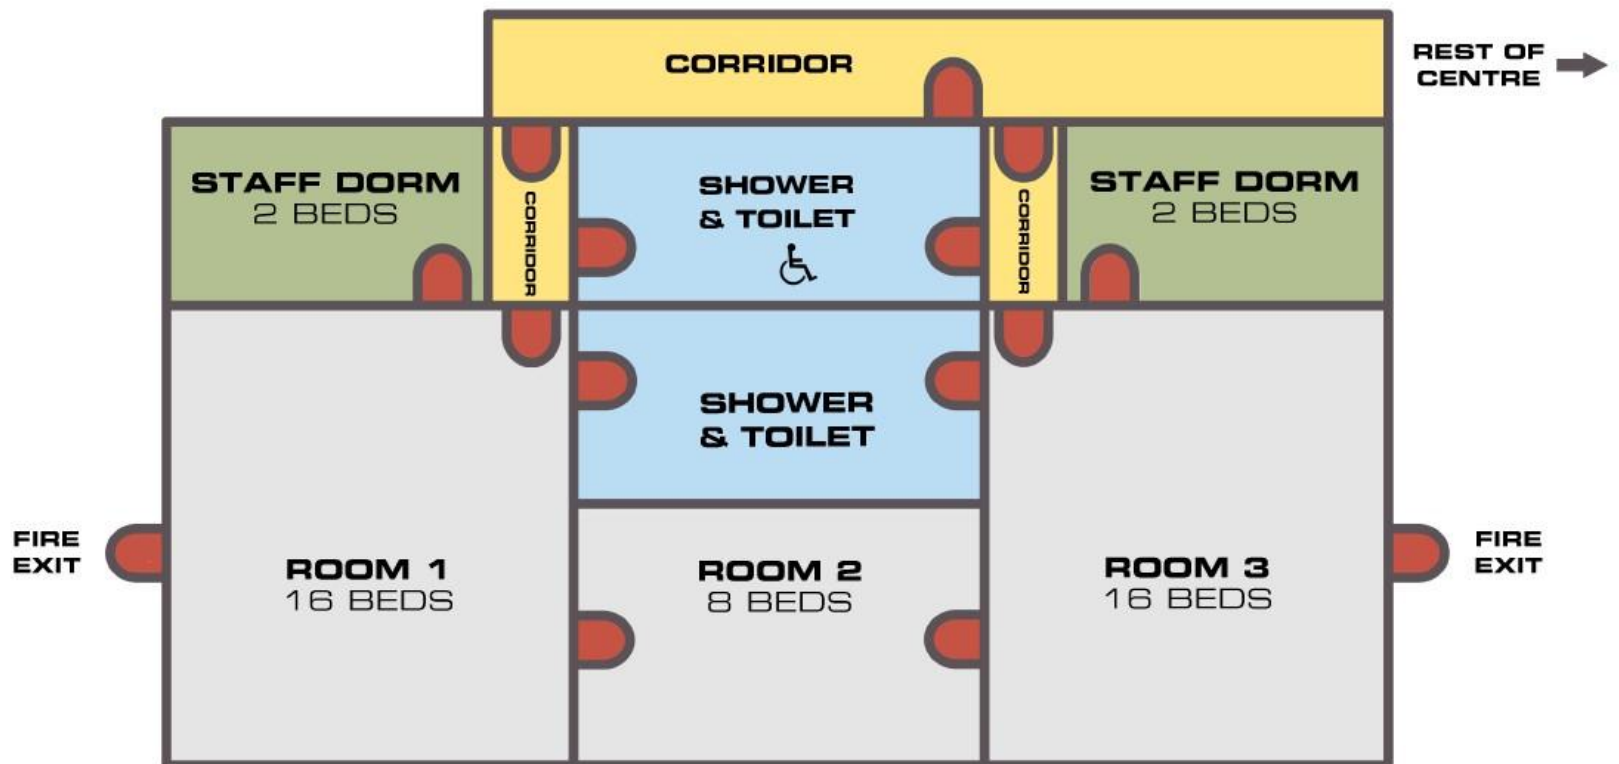 CORRIDOR
REST OF
CENTRE
STAFF DORM
2 BEDS
CORRIDOR
SHOWER
& TOILET
CORRIDOR
STAFF DORM
2 BEDS
SHOWER
& TOILET
FIRE
EXIT
ROOM 1
16 BEDS
ROOM 2
8 BEDS
ROOM 3
16 BEDS
FIRE
EXIT